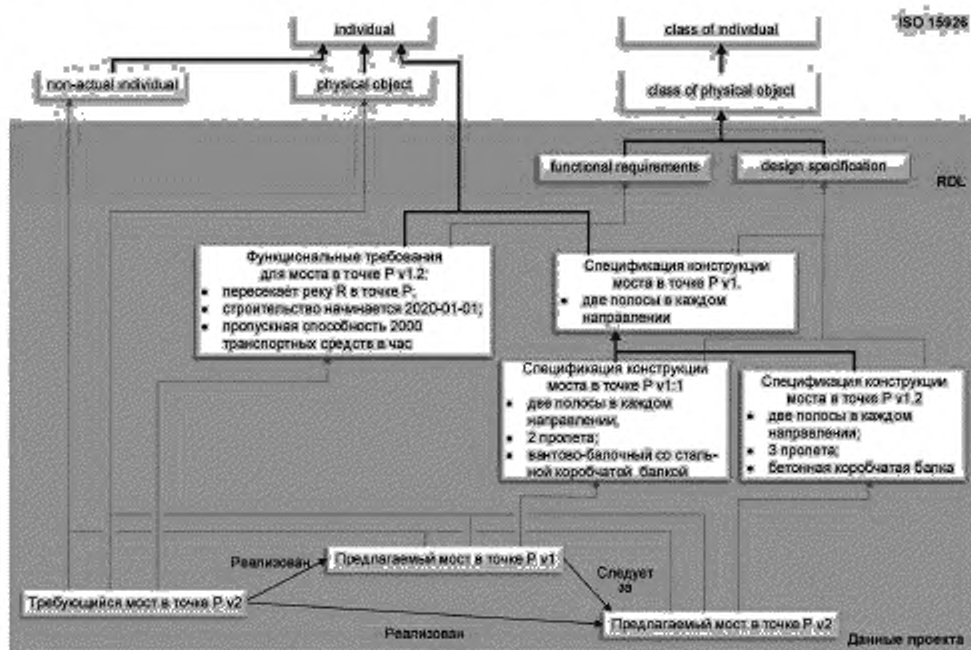 ISO 15926
individual
class of individual
non-actual individual
physical object
class of physical object
functional requirements
design specification
RDL
Функциональные требования
для моста в точке P v1.2;
• пересекает реку R в точке P;
• строительство начинается 2020-01-01;
• пропускная способность 2000
транспортных средств в час
Спецификация конструкции
моста в точке P v1.
• две полосы в каждом
направлении
Спецификация конструкции
моста в точке P v1.1
• две полосы в каждом
направлении;
• 2 пролета;
• вантово-балочный со сталь-
ной коробчатой балкой
Спецификация конструкции
моста в точке P v1.2
• две полосы в каждом
направлении;
• 3 пролета;
• бетонная коробчатая балка
Реализован
Предлагаемый мост в точке P v1
Следует
за
Требующийся мост в точке P v2
Предлагаемый мост в точке P v2
Реализован
Данные проекта